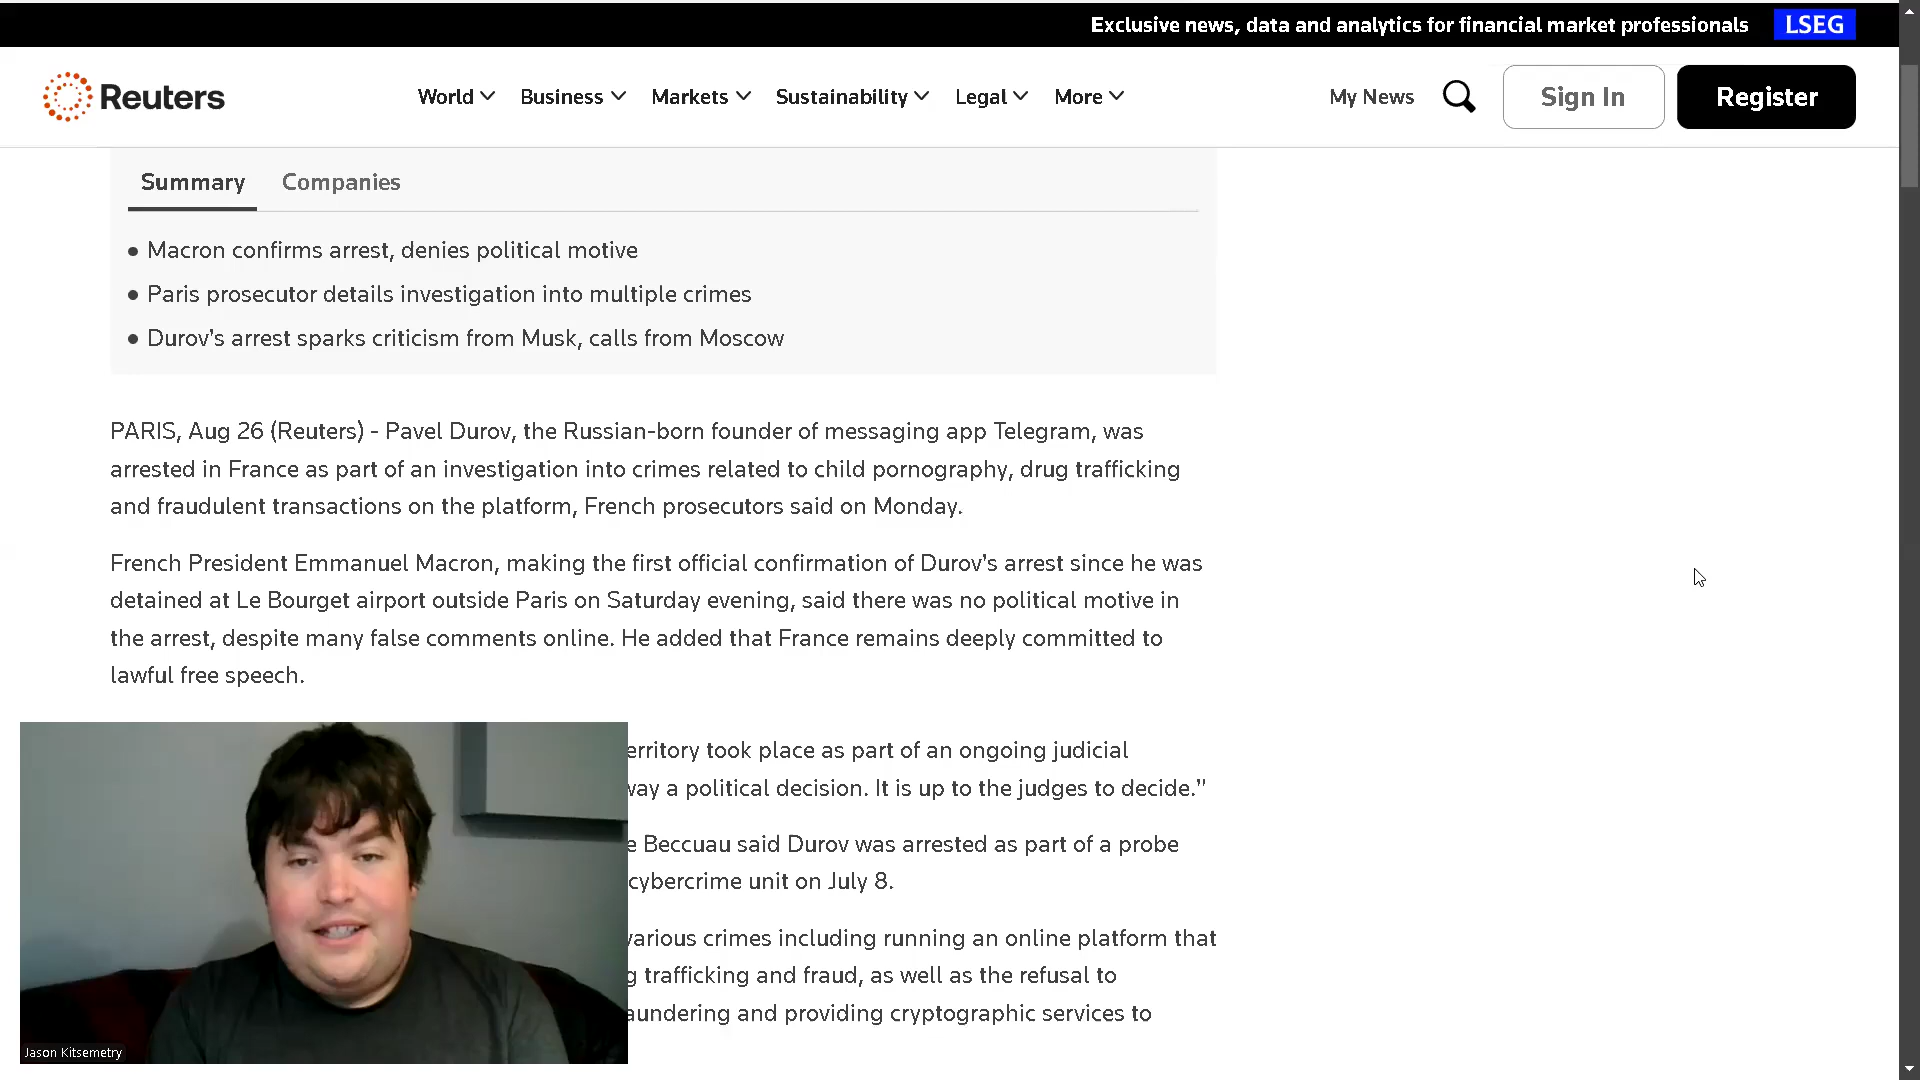 Exclusive news, data and analytics for financial market professionals LSEG
Reuters World Business Markets Sustainability Legal More My News Sign In Register
Summary Companies
Macron confirms arrest, denies political motive
Paris prosecutor details investigation into multiple crimes
Durov's arrest sparks criticism from Musk, calls from Moscow
PARIS, Aug 26 (Reuters) - Pavel Durov, the Russian-born founder of messaging app Telegram, was
arrested in France as part of an investigation into crimes related to child pornography, drug trafficking
and fraudulent transactions on the platform, French prosecutors said on Monday.
French President Emmanuel Macron, making the first official confirmation of Durov's arrest since he was
detained at Le Bourget airport outside Paris on Saturday evening, said there was no political motive in
the arrest, despite many false comments online. He added that France remains deeply committed to
lawful free speech.
erritory took place as part of an ongoing judicial
way a political decision. It is up to the judges to decide."
e Beccuau said Durov was arrested as part of a probe
cybercrime unit on July 8.
various crimes including running an online platform that
g trafficking and fraud, as well as the refusal to
aundering and providing cryptographic services to
Jason Kitsemetry